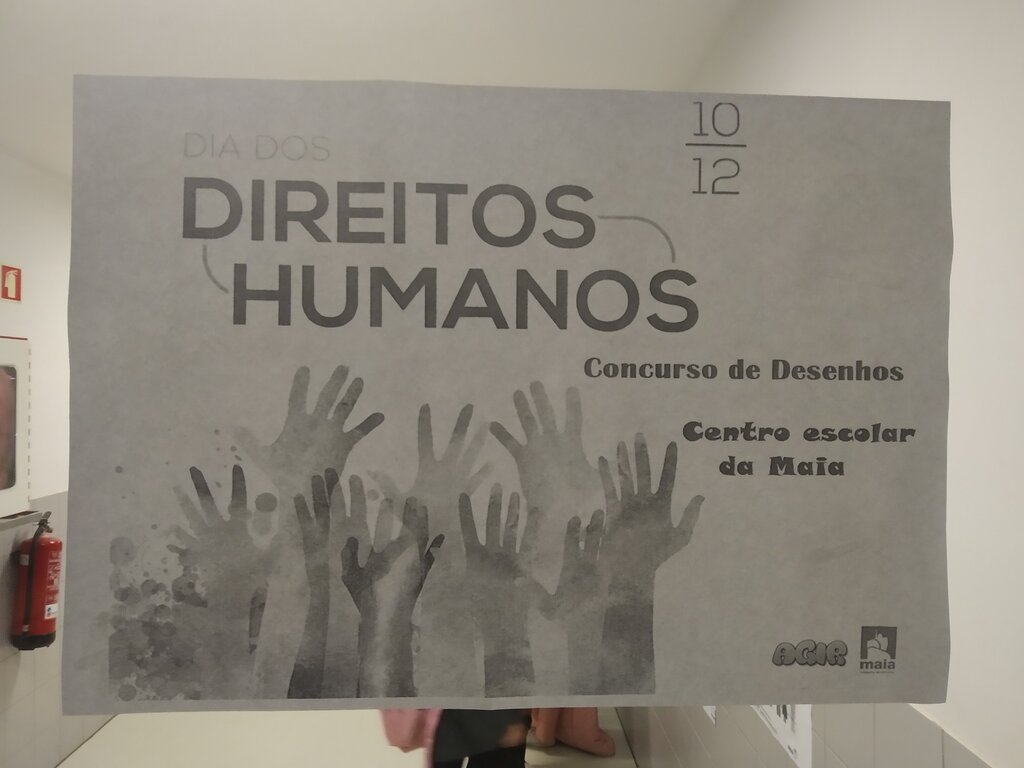 DIA DOS
DIREITOS
HUMANOS
10
12
Concurso de Desenhos
Centro escolar
da Maia
AGIR
maia